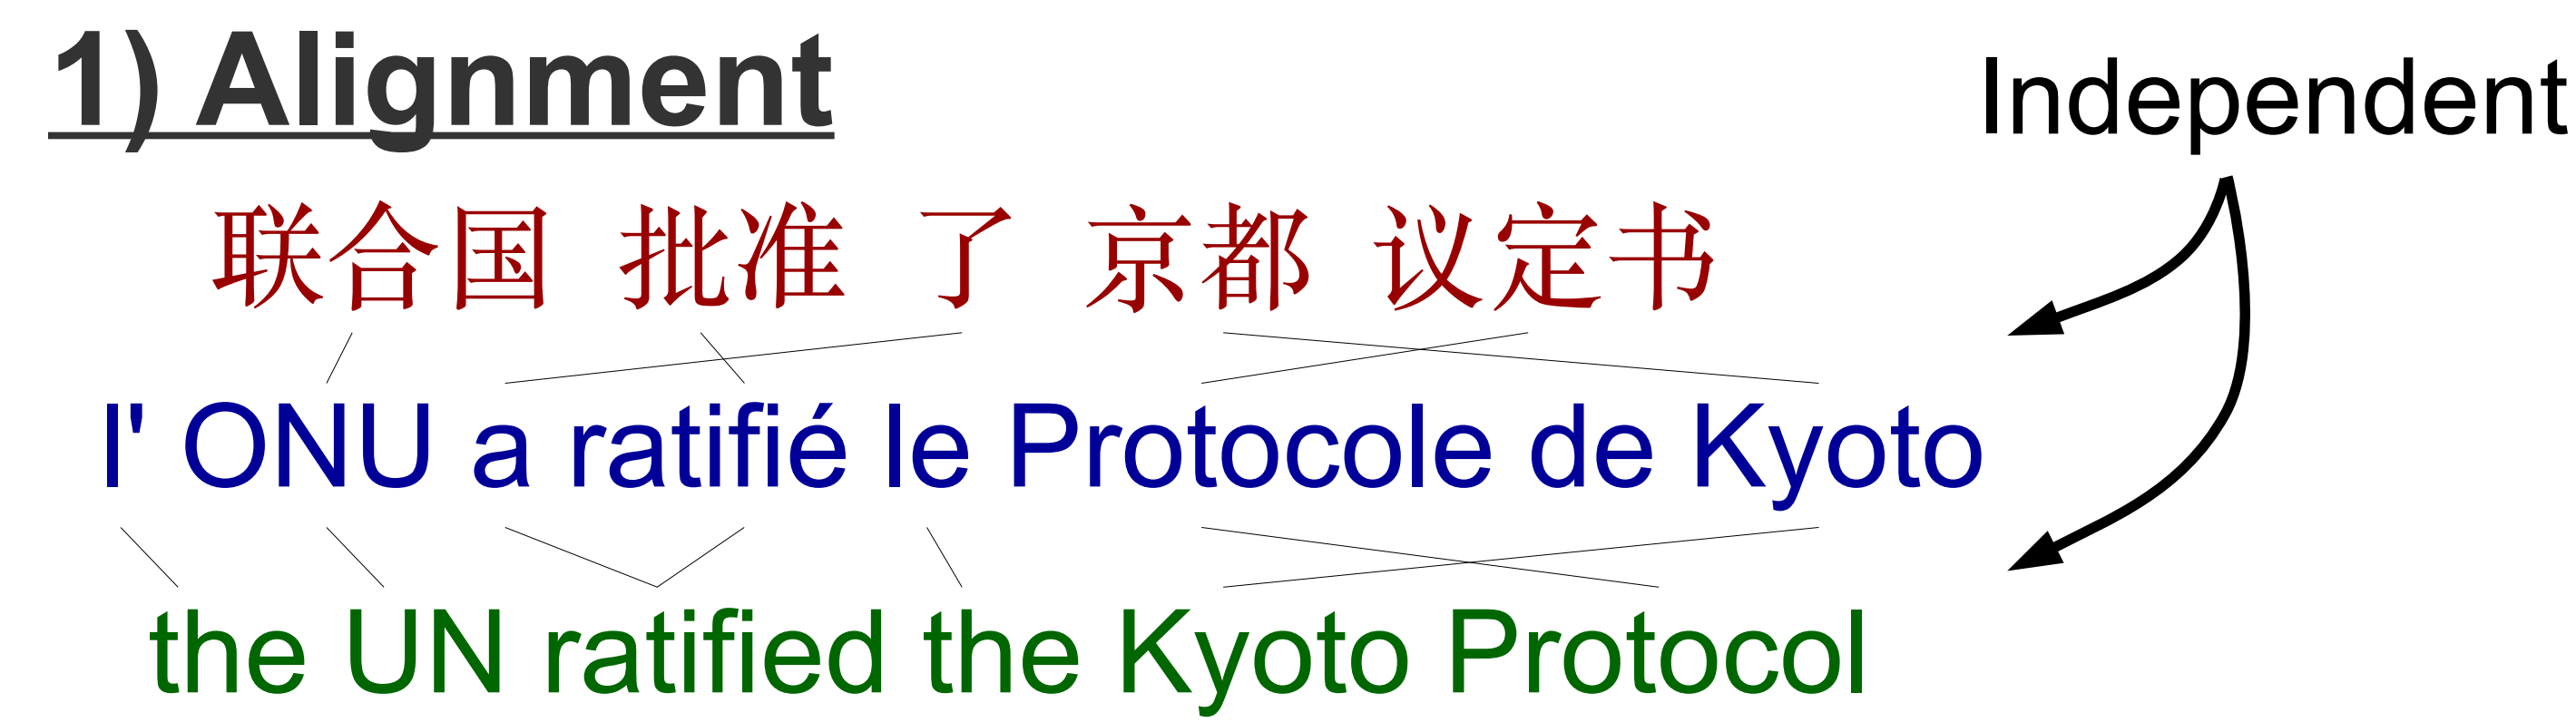 1) Alignment
Independent
联合国 批准 了 京都 议定书
l' ONU a ratifié le Protocole de Kyoto
the UN ratified the Kyoto Protocol